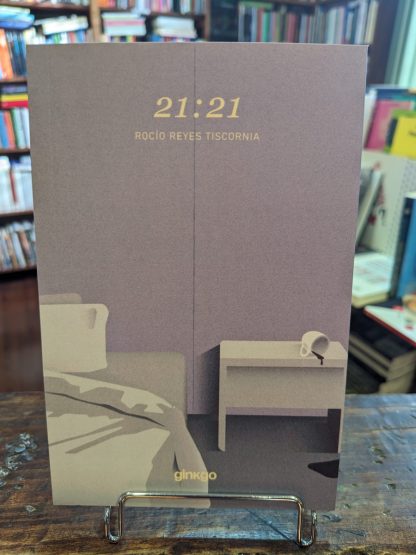 21:21
ROCÍO REYES TISCORNIA
ginkgo